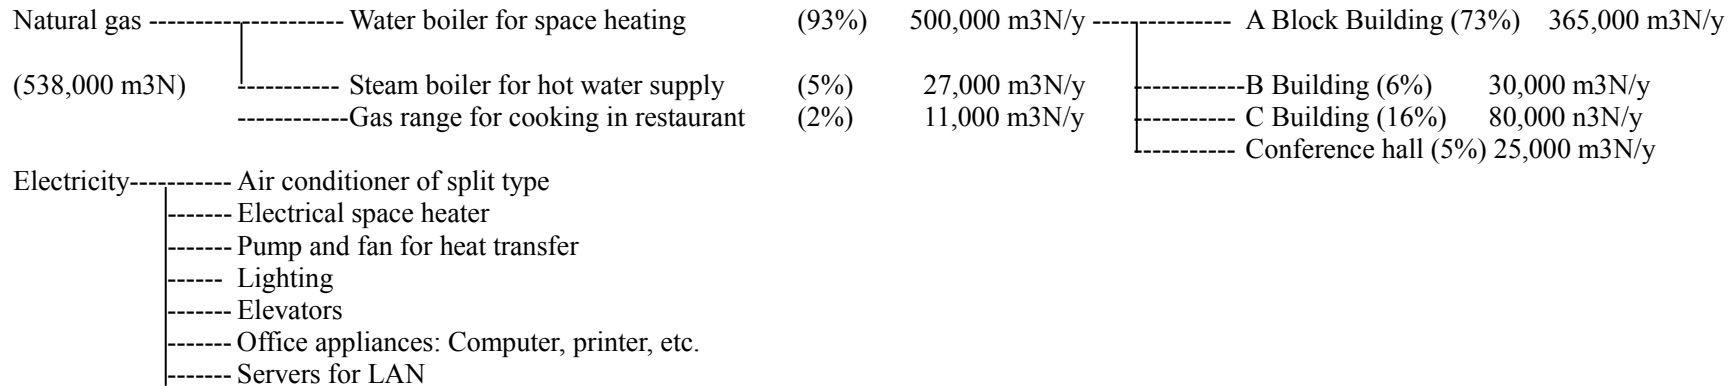 Natural gas ------------------- Water boiler for space heating (93%) 500,000 m3N/y --------------- A Block Building (73%) 365,000 m3N/y
(538,000 m3N) ----------- Steam boiler for hot water supply (5%) 27,000 m3N/y ------------B Building (6%) 30,000 m3N/y
------------Gas range for cooking in restaurant (2%) 11,000 m3N/y ----------- C Building (16%) 80,000 n3N/y
----------- Conference hall (5%) 25,000 m3N/y
Electricity----------- Air conditioner of split type
------- Electrical space heater
------- Pump and fan for heat transfer
------ Lighting
------- Elevators
------- Office appliances: Computer, printer, etc.
------- Servers for LAN